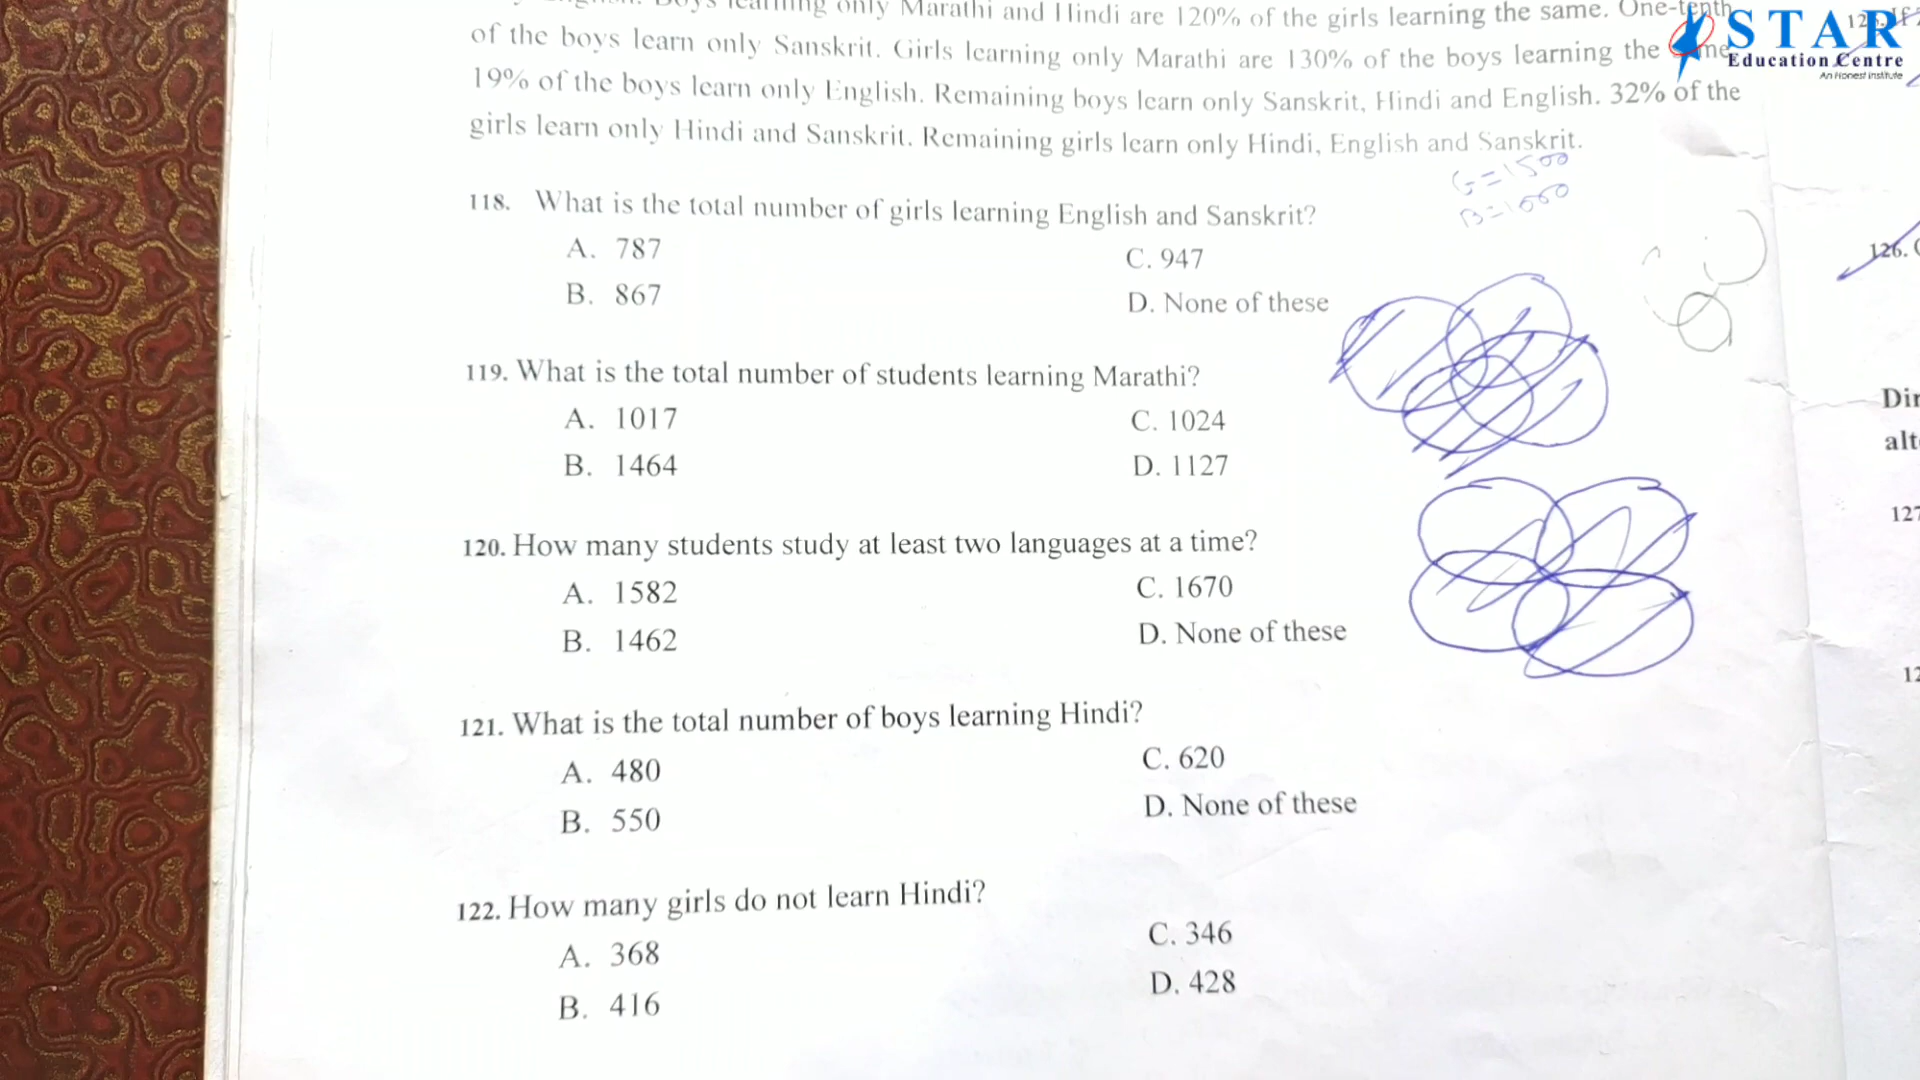 only Marathi and Hindi are 120% of the girls learning the same. One-tenth
of the boys learn only Sanskrit. Girls learning only Marathi are 130% of the boys learning the
19% of the boys learn only English. Remaining boys learn only Sanskrit, Hindi and English. 32% of the
girls learn only Hindi and Sanskrit. Remaining girls learn only Hindi, English and Sanskrit.
G=1500
B=1000
118. What is the total number of girls learning English and Sanskrit?
A. 787
C. 947
B. 867
D. None of these
119. What is the total number of students learning Marathi?
A. 1017
C. 1024
B. 1464
D. 1127
120. How many students study at least two languages at a time?
A. 1582
C. 1670
B. 1462
D. None of these
121. What is the total number of boys learning Hindi?
A. 480
C. 620
B. 550
D. None of these
122. How many girls do not learn Hindi?
A. 368
C. 346
B. 416
D. 428
STAR
Education Centre
An Honest Institute
126.
127